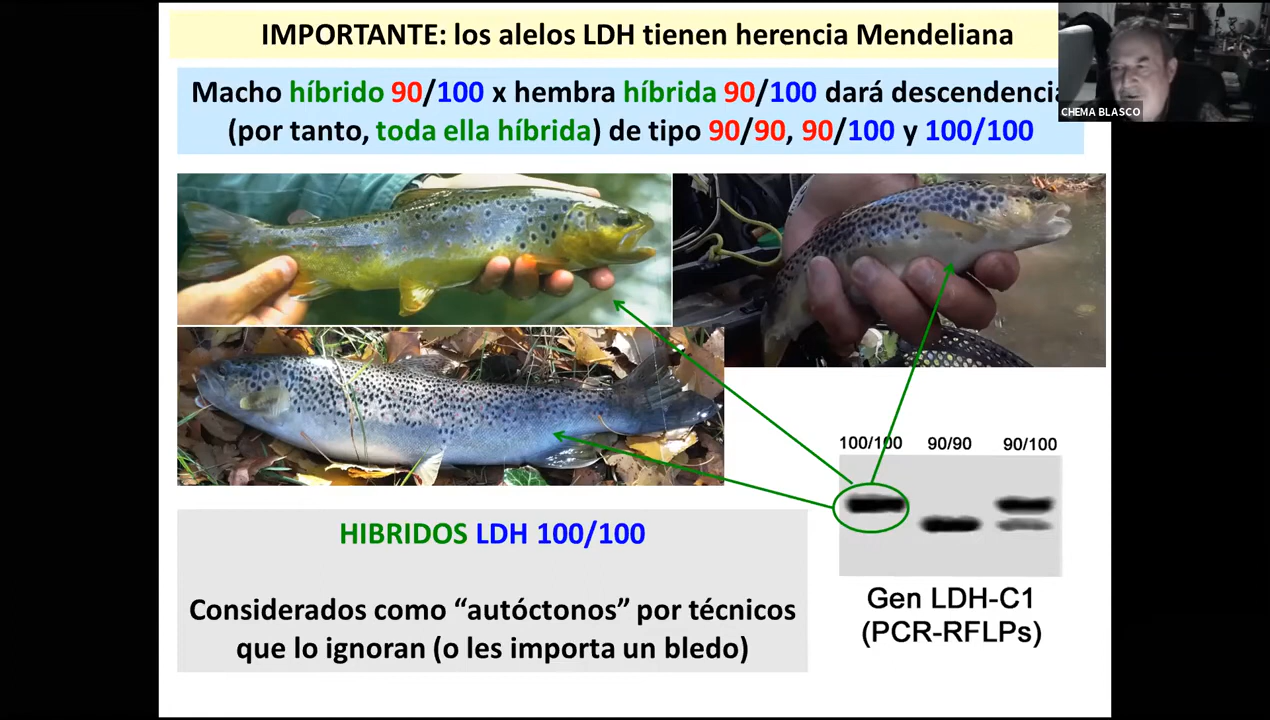 IMPORTANTE: los alelos LDH tienen herencia Mendeliana
Macho híbrido 90/100 x hembra híbrida 90/100 dará descendencia
(por tanto, toda ella híbrida) de tipo 90/90, 90/100 y 100/100
CHEMA BLASCO
100/100 90/90 90/100
HIBRIDOS LDH 100/100
Considerados como “autóctonos” por técnicos
que lo ignoran (o les importa un bledo)
Gen LDH-C1
(PCR-RFLPs)